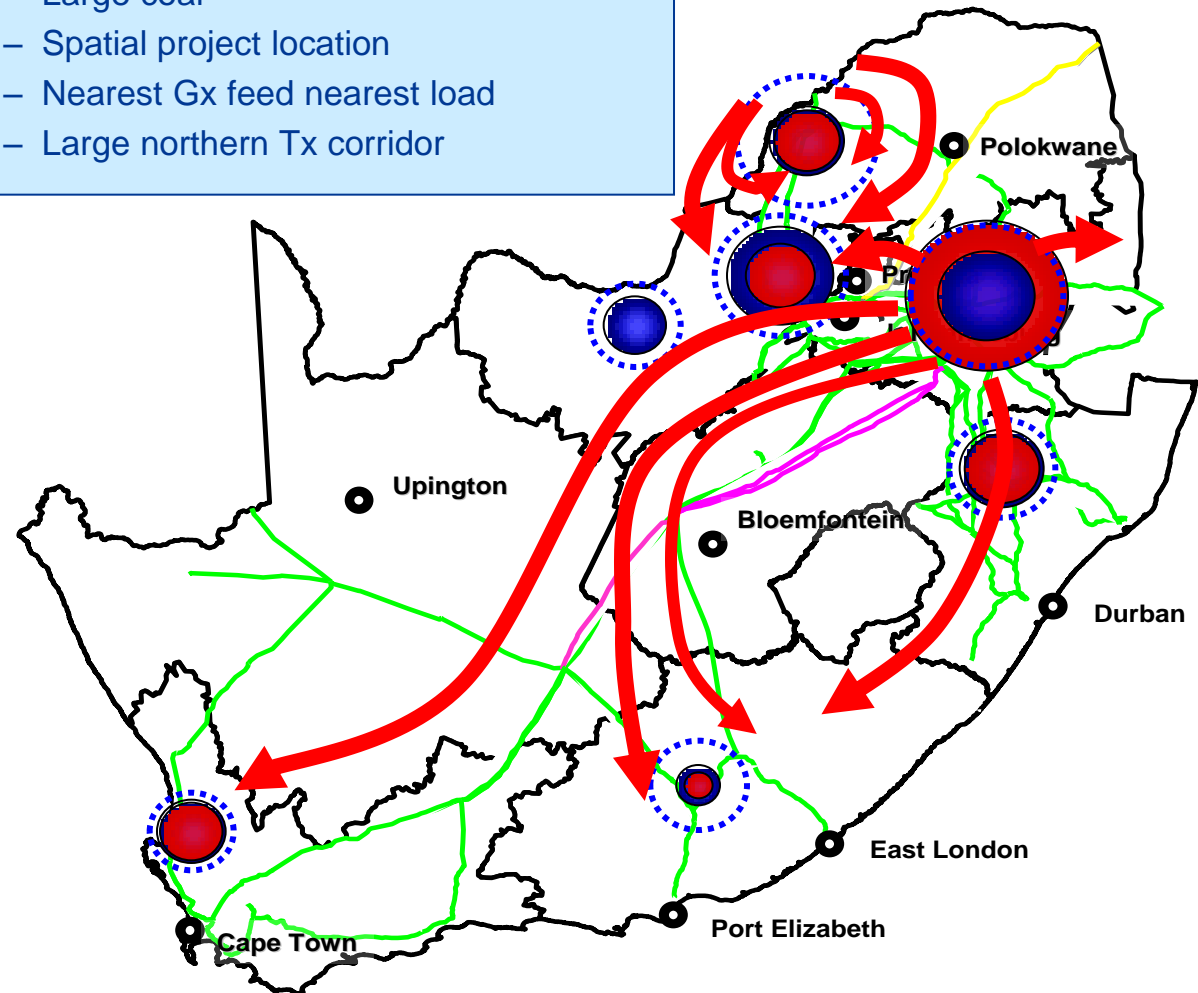 – Spatial project location
– Nearest Gx feed nearest load
– Large northern Tx corridor
Polokwane
Upington
Bloemfontein
Durban
East London
Port Elizabeth
Cape Town